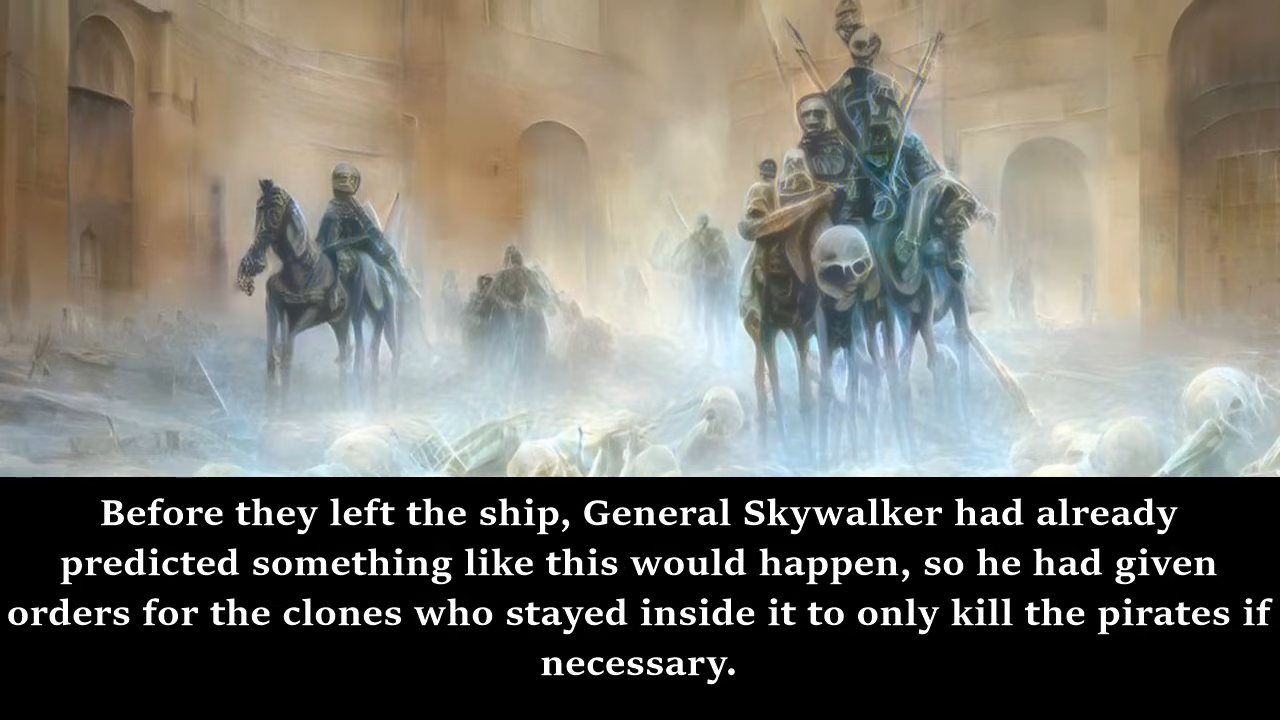 Before they left the ship, General Skywalker had already
predicted something like this would happen, so he had given
orders for the clones who stayed inside it to only kill the pirates if
necessary.